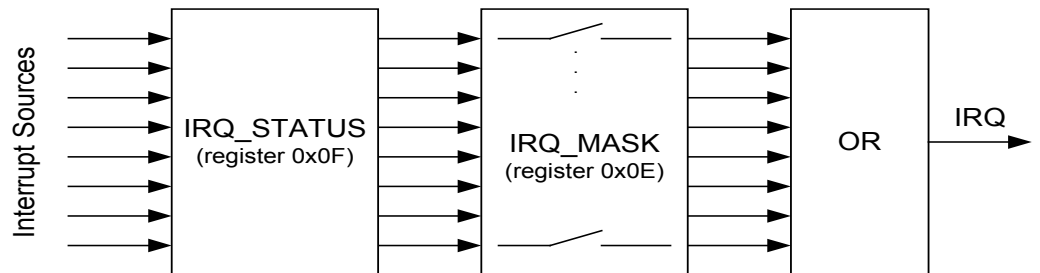 Interrupt Sources
IRQ_STATUS
(register 0x0F)
IRQ_MASK
(register 0x0E)
OR
IRQ